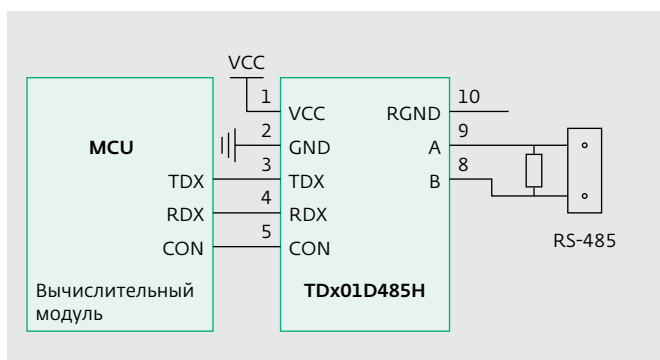 VCC
1
VCC
RGND
10
MCU
2
GND
A
9
TDX
3
TDX
B
8
RDX
4
RDX
CON
5
CON
RS-485
Вычислительный
модуль
TDx01D485H